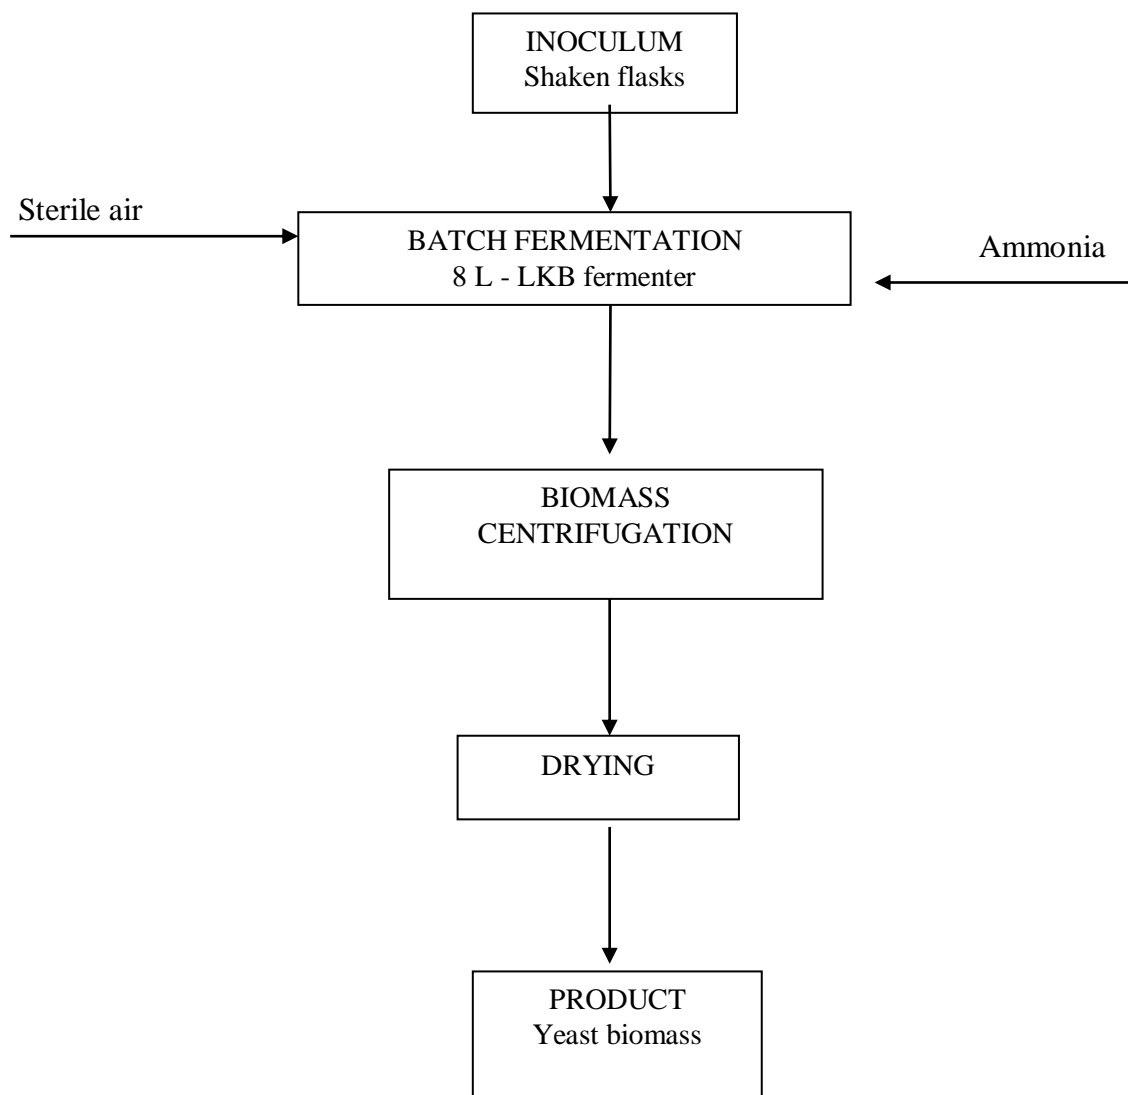 INOCULUM
Shaken flasks
Sterile air
BATCH FERMENTATION
8 L - LKB fermenter
Ammonia
BIOMASS
CENTRIFUGATION
DRYING
PRODUCT
Yeast biomass